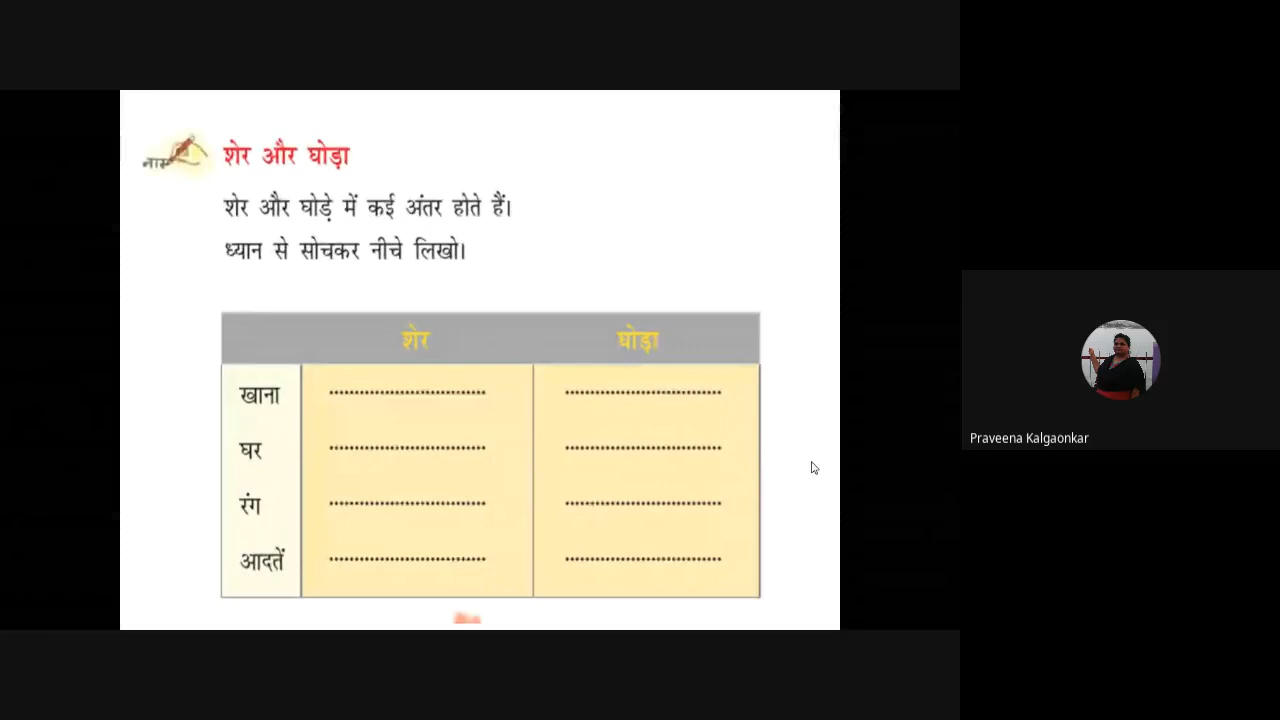 नाम
शेर और घोड़ा
शेर और घोड़े में कई अंतर होते हैं।
ध्यान से सोचकर नीचे लिखो।
शेर घोड़ा
खाना ............................... ...............................
घर ............................... ...............................
रंग ............................... ...............................
आदतें ............................... ...............................
Praveena Kalgaonkar